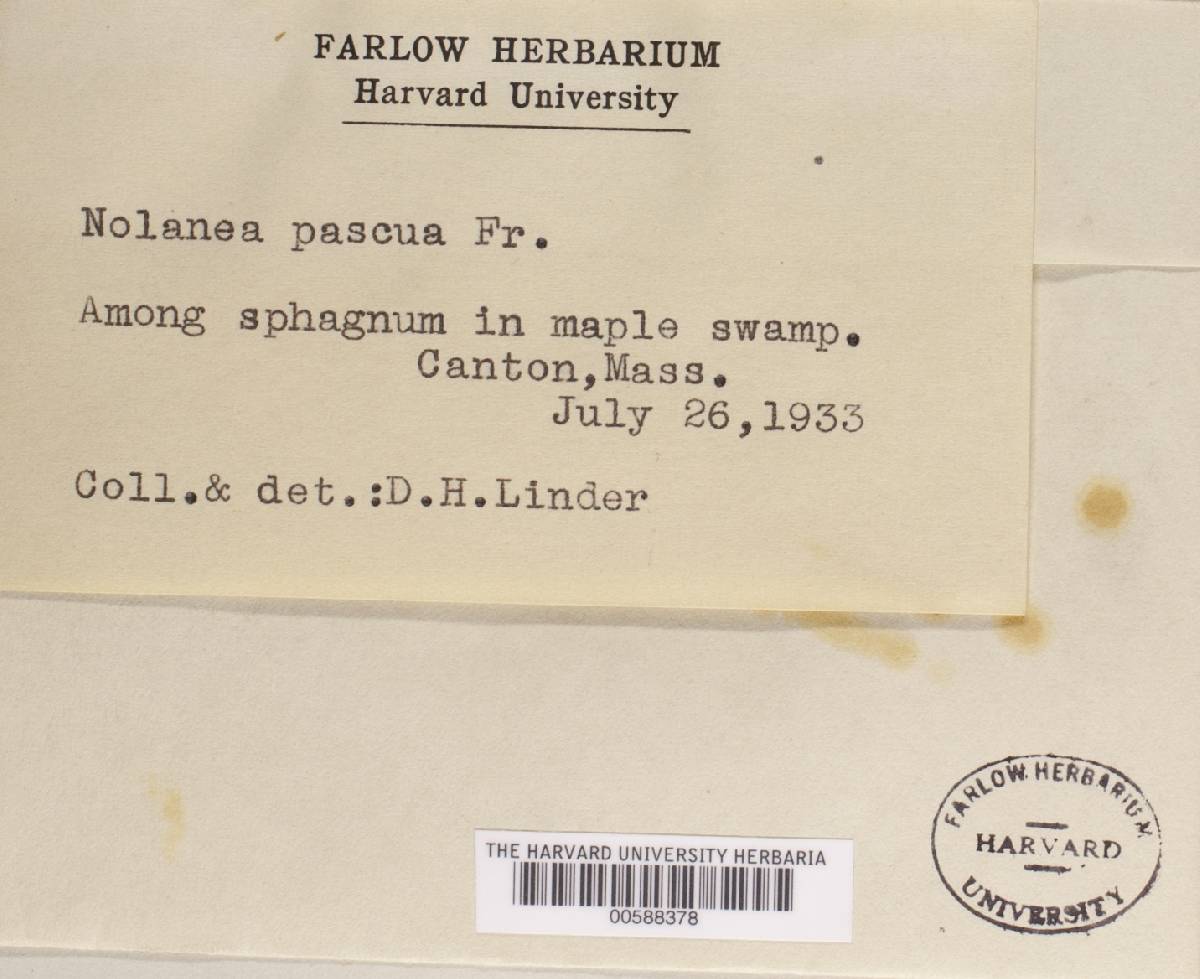 FARLOW HERBARIUM
Harvard University
Nolanea pascua Fr.
Among sphagnum in maple swamp.
Canton,Mass.
July 26,1933
Coll.& det.:D.H.Linder
THE HARVARD UNIVERSITY HERBARIA
00588378
FARLOW HERBARIUM
HARVARD
UNIVERSITY